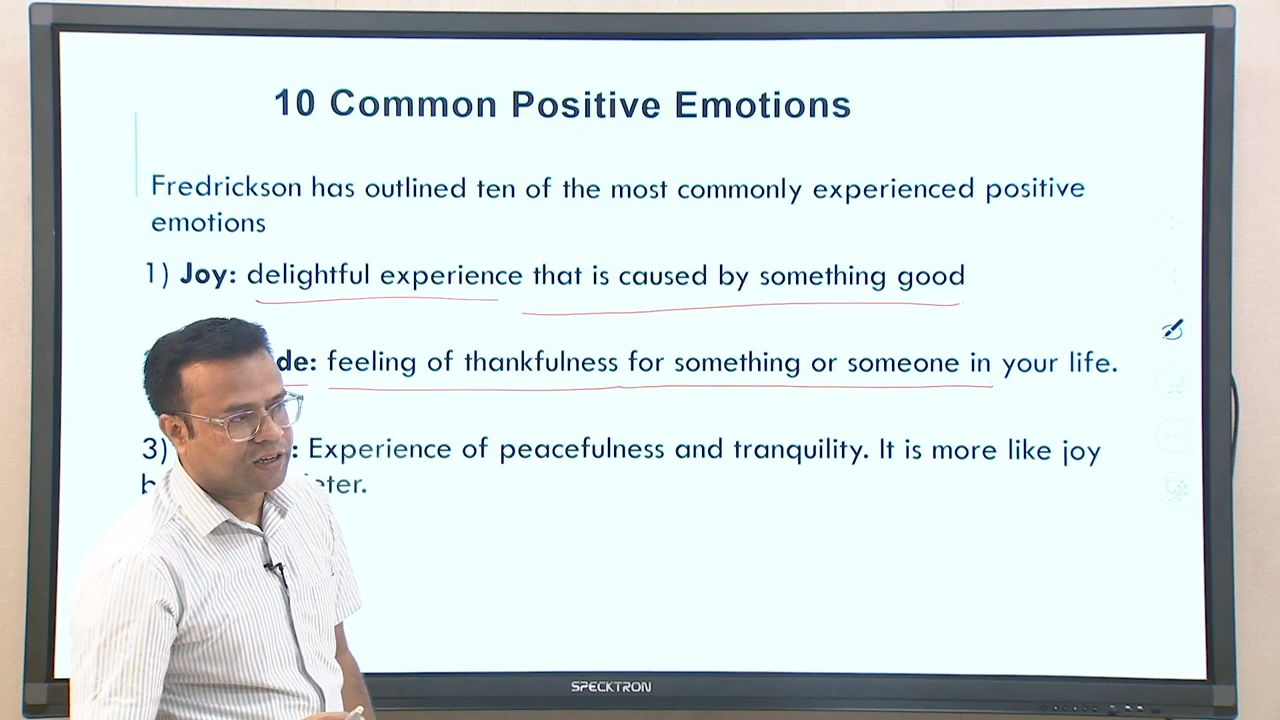 10 Common Positive Emotions
Fredrickson has outlined ten of the most commonly experienced positive
emotions
1) Joy: delightful experience that is caused by something good
de: feeling of thankfulness for something or someone in your life.
3) : Experience of peacefulness and tranquility. It is more like joy
b eter.
SPECKTRON